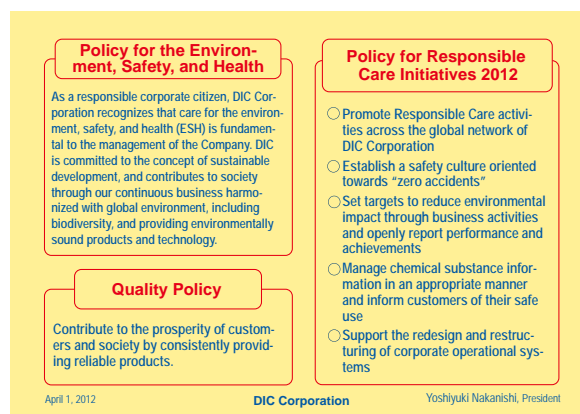 Policy for the Environ-
ment, Safety, and Health
As a responsible corporate citizen, DIC Cor-
poration recognizes that care for the environ-
ment, safety, and health (ESH) is fundamen-
tal to the management of the Company. DIC
is committed to the concept of sustainable
development, and contributes to society
through our continuous business harmo-
nized with global environment, including
biodiversity, and providing environmentally
sound products and technology.
Quality Policy
Contribute to the prosperity of custom-
ers and society by consistently provid-
ing reliable products.
Policy for Responsible
Care Initiatives 2012
○Promote Responsible Care activi-
ties across the global network of
DIC Corporation
○Establish a safety culture oriented
towards “zero accidents”
○Set targets to reduce environmental
impact through business activities
and openly report performance and
achievements
○Manage chemical substance infor-
mation in an appropriate manner
and inform customers of their safe
use
○Support the redesign and restruc-
turing of corporate operational sys-
tems
April 1, 2012
DIC Corporation
Yoshiyuki Nakanishi, President